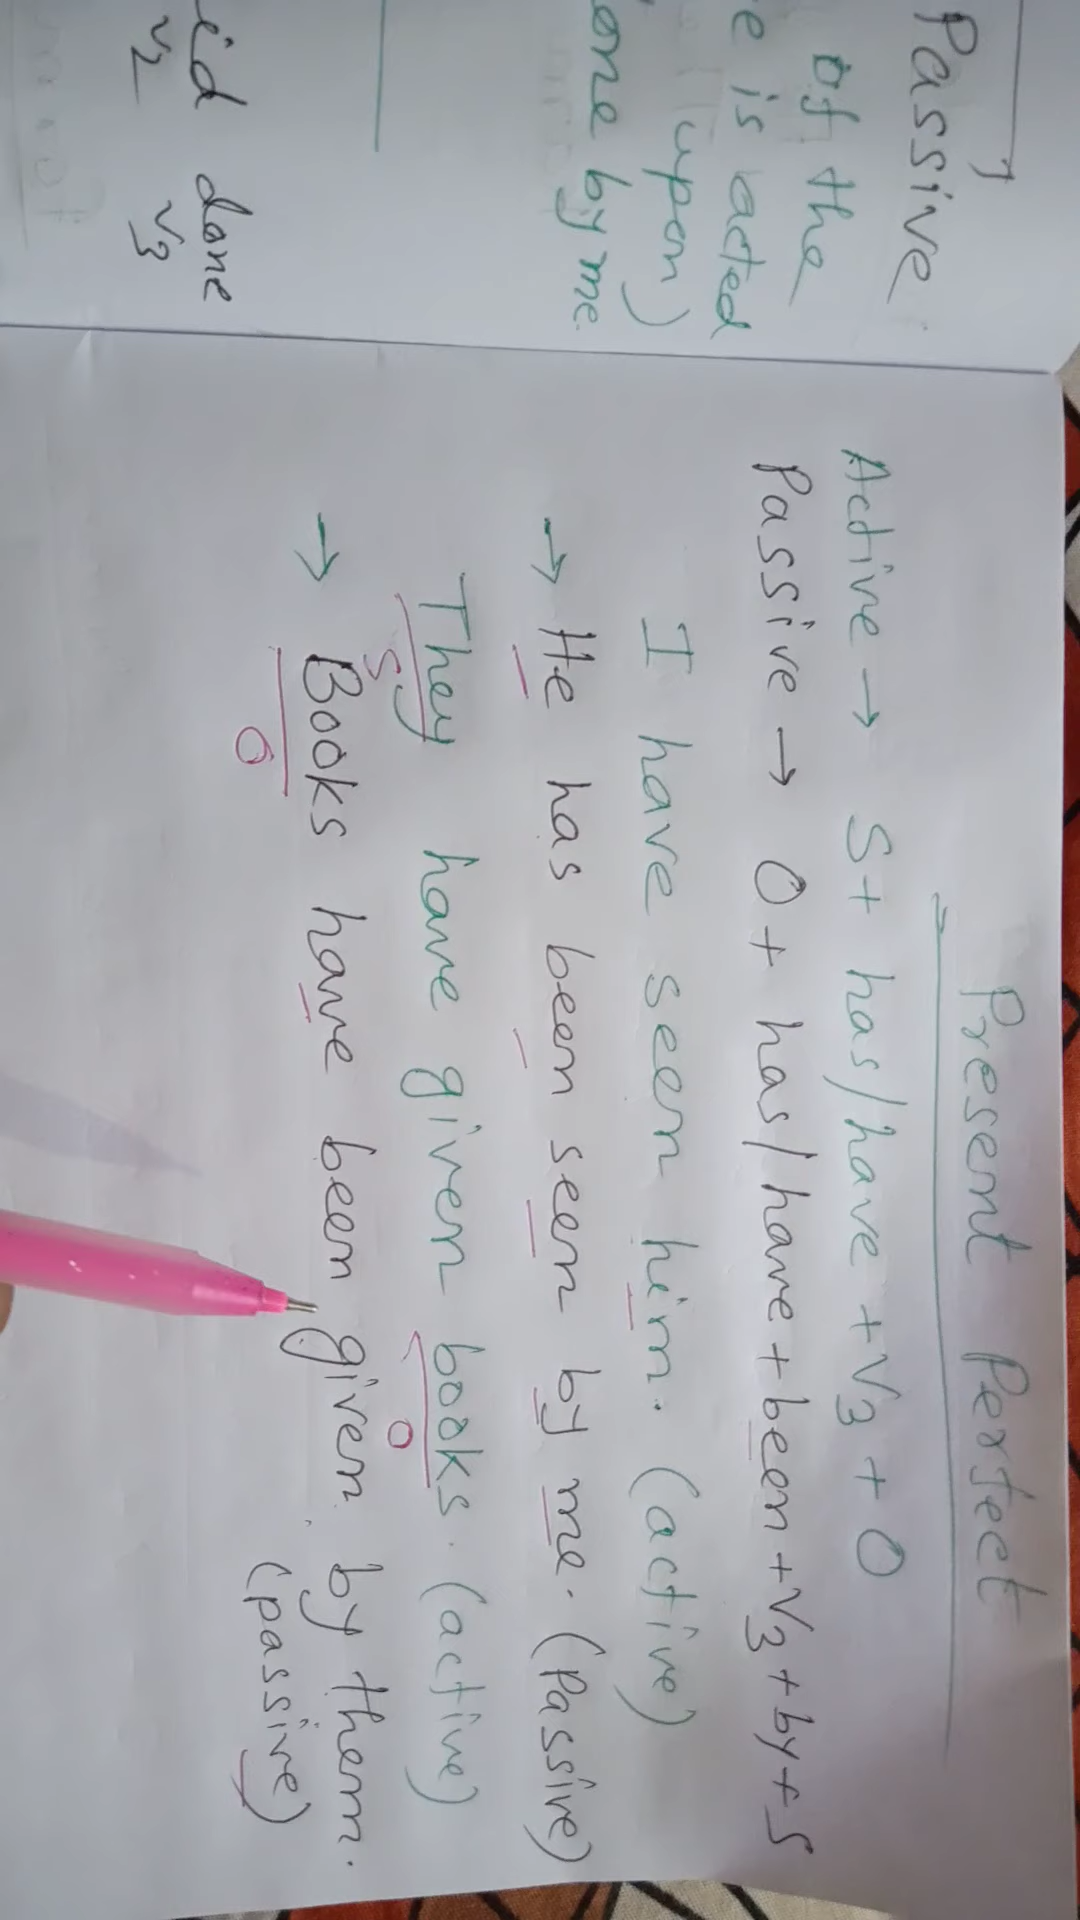 Passive
of the
e is acted
upon)
one by me.
done
V2 V3
Present Perfect
Active → S + has/have + V3 + O
Passive → O + has/have + been + V3 + by + S
I have seen him. (active)
→ He has been seen by me. (Passive)
They have given books. (active)
S O
→ Books have been given by them.
O (passive)